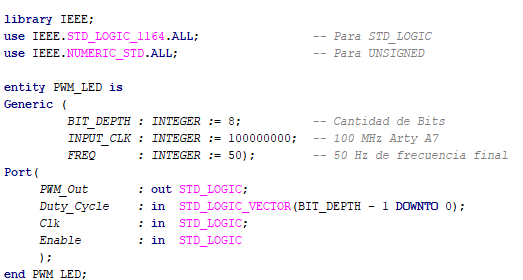 library IEEE;
use IEEE.STD_LOGIC_1164.ALL; -- Para STD_LOGIC
use IEEE.NUMERIC_STD.ALL; -- Para UNSIGNED
entity PWM_LED is
Generic (
BIT_DEPTH : INTEGER := 8; -- Cantidad de Bits
INPUT_CLK : INTEGER := 100000000; -- 100 MHz Arty A7
FREQ : INTEGER := 50); -- 50 Hz de frecuencia final
Port(
PWM_Out : out STD_LOGIC;
Duty_Cycle : in STD_LOGIC_VECTOR(BIT_DEPTH - 1 DOWNTO 0);
Clk : in STD_LOGIC;
Enable : in STD_LOGIC
);
end PWM_LED;